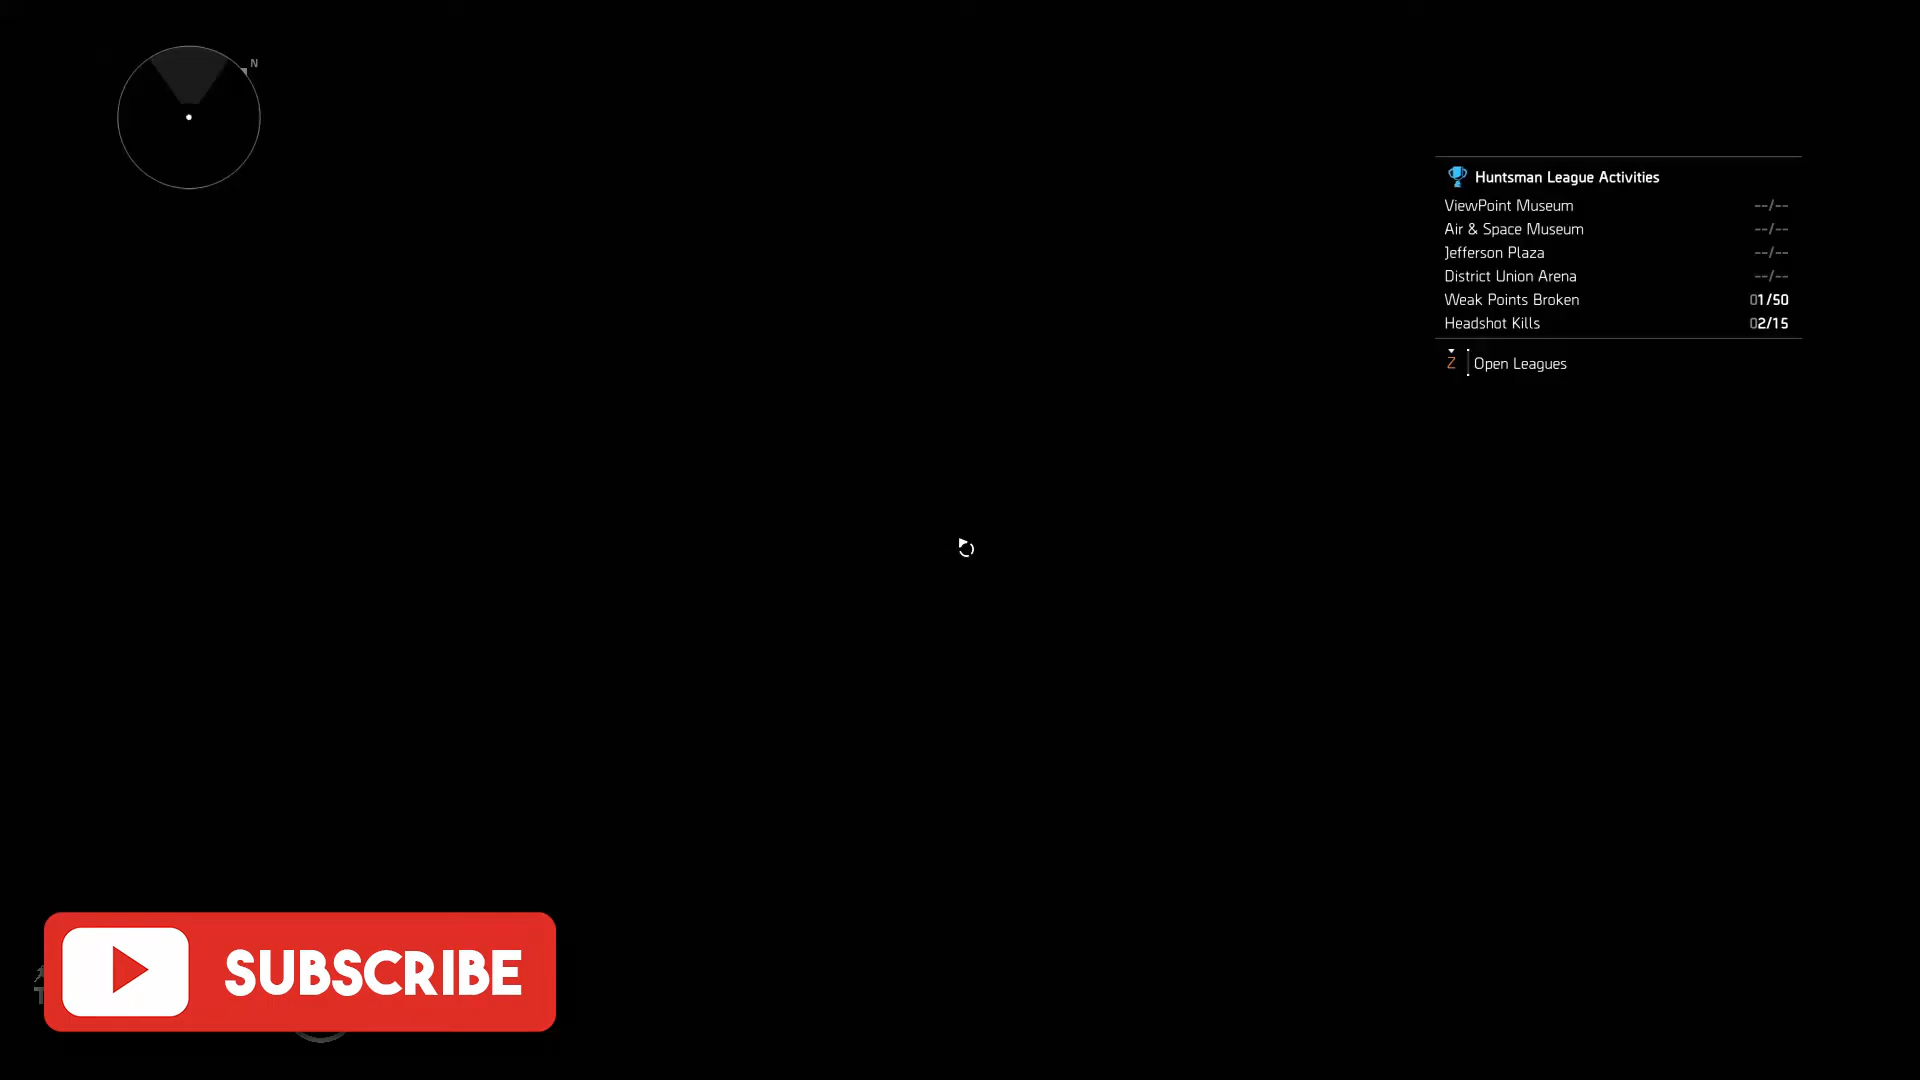 N
Huntsman League Activities
ViewPoint Museum --/--
Air & Space Museum --/--
Jefferson Plaza --/--
District Union Arena --/--
Weak Points Broken 01/50
Headshot Kills 02/15
Z Open Leagues
SUBSCRIBE